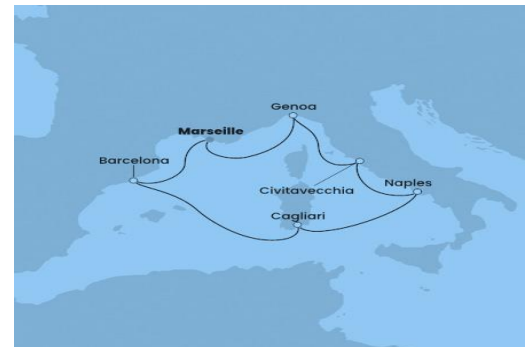 Genoa
Marseille
Barcelona
Civitavecchia
Naples
Cagliari